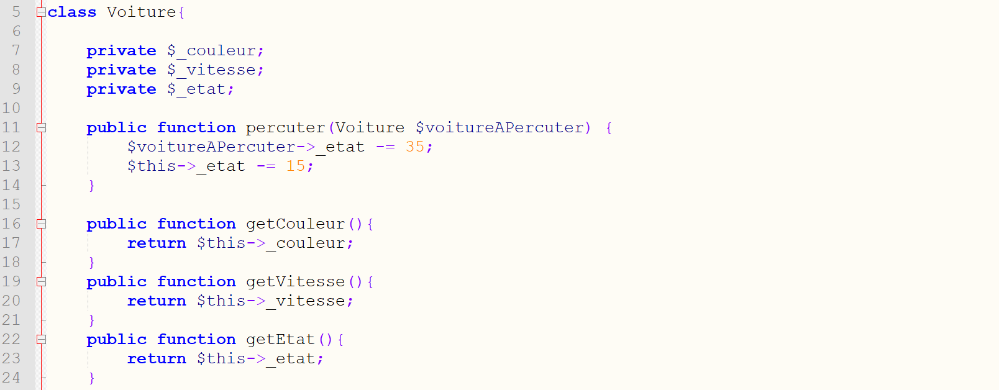 5 class Voiture{
6
7 private $_couleur;
8 private $_vitesse;
9 private $_etat;
10
11 public function percuter(Voiture $voitureAPercuter) {
12 $voitureAPercuter->_etat -= 35;
13 $this->_etat -= 15;
14 }
15
16 public function getCouleur(){
17 return $this->_couleur;
18 }
19 public function getVitesse(){
20 return $this->_vitesse;
21 }
22 public function getEtat(){
23 return $this->_etat;
24 }